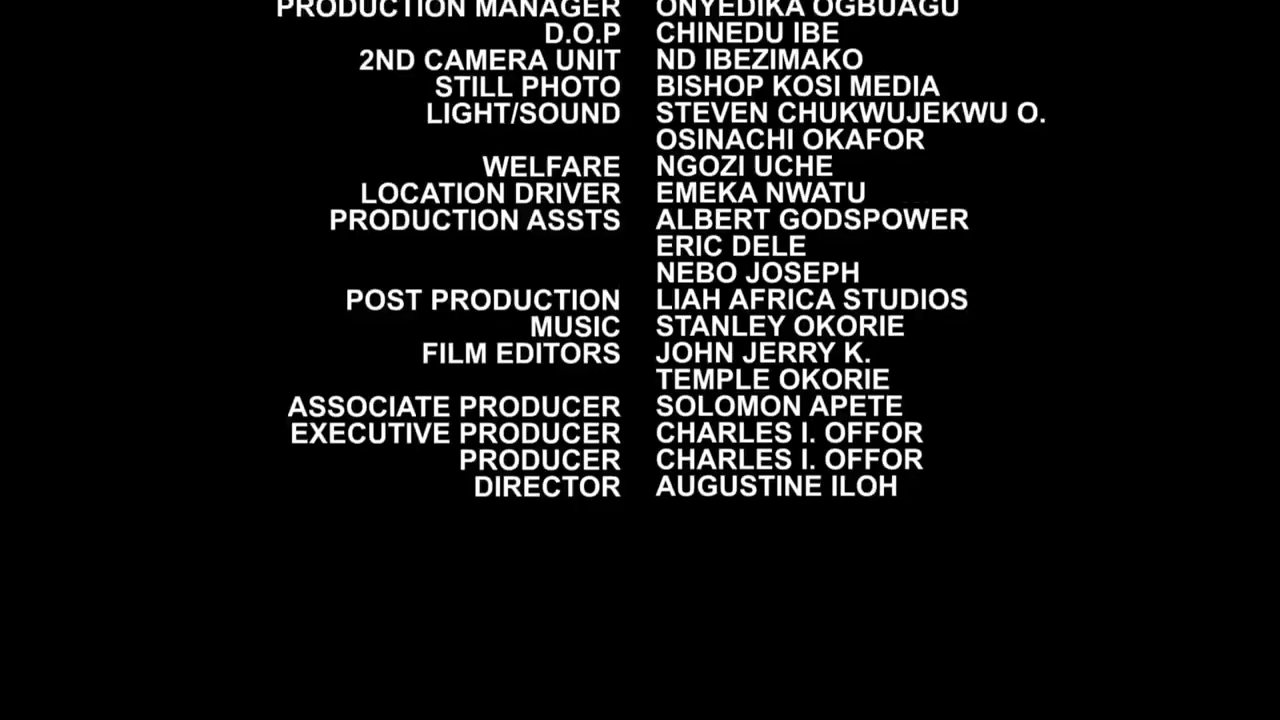 PRODUCTION MANAGER ONYEDIKA OGBUAGU
D.O.P CHINEDU IBE
2ND CAMERA UNIT ND IBEZIMAKO
STILL PHOTO BISHOP KOSI MEDIA
LIGHT/SOUND STEVEN CHUKWUJEKWU O.
OSINACHI OKAFOR
WELFARE NGOZI UCHE
LOCATION DRIVER EMEKA NWATU
PRODUCTION ASSTS ALBERT GODSPOWER
ERIC DELE
NEBO JOSEPH
POST PRODUCTION LIAH AFRICA STUDIOS
MUSIC STANLEY OKORIE
FILM EDITORS JOHN JERRY K.
TEMPLE OKORIE
ASSOCIATE PRODUCER SOLOMON APETE
EXECUTIVE PRODUCER CHARLES I. OFFOR
PRODUCER CHARLES I. OFFOR
DIRECTOR AUGUSTINE ILOH